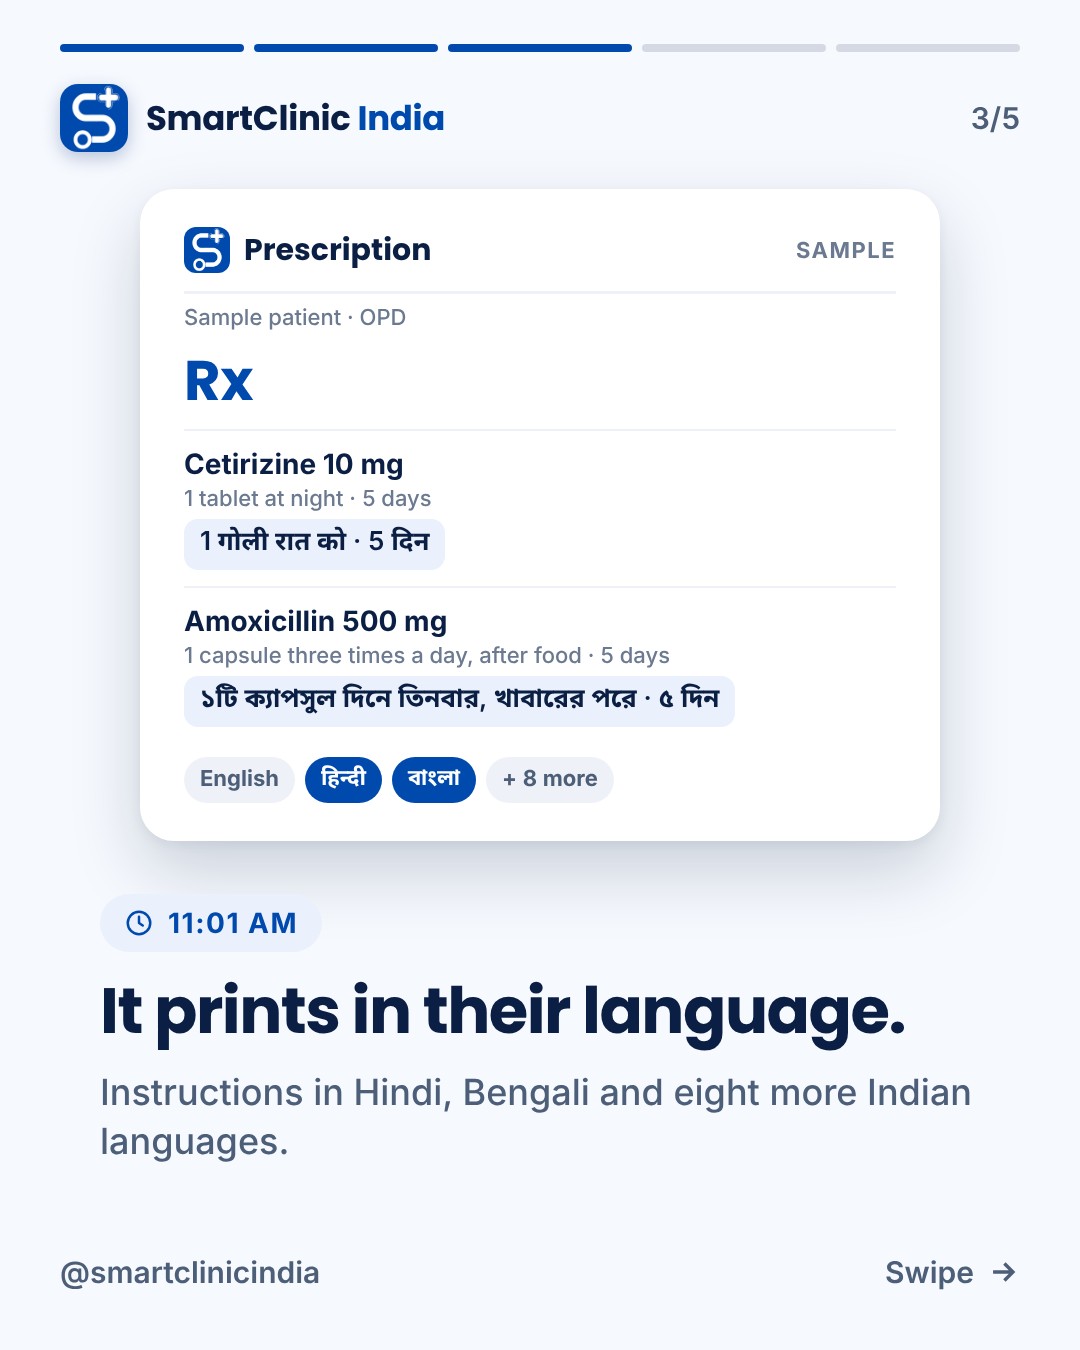 SmartClinic India
3/5
Prescription
SAMPLE
Sample patient · OPD
Rx
Cetirizine 10 mg
1 tablet at night · 5 days
1 गोली रात को · 5 दिन
Amoxicillin 500 mg
1 capsule three times a day, after food · 5 days
১টি ক্যাপসুল দিনে তিনবার, খাবারের পরে · ৫ দিন
English हिन्दी বাংলা + 8 more
11:01 AM
It prints in their language.
Instructions in Hindi, Bengali and eight more Indian
languages.
@smartclinicindia
Swipe →